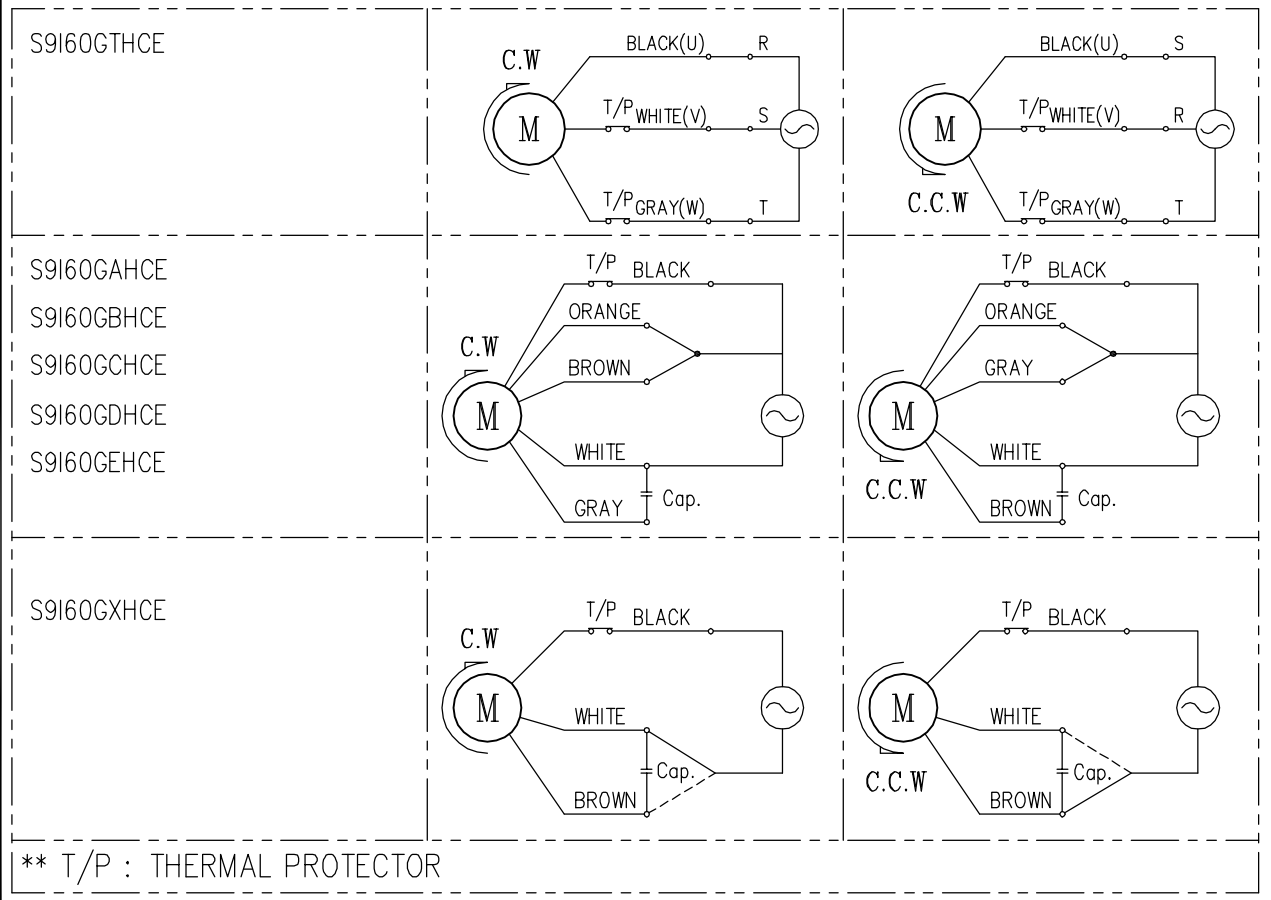 S9I60GTHCE
C.W
M
BLACK(U) R
T/P WHITE(V) S
T/P GRAY(W) T
C.C.W
M
BLACK(U) S
T/P WHITE(V) R
T/P GRAY(W) T
S9I60GAHCE
S9I60GBHCE
S9I60GCHCE
S9I60GDHCE
S9I60GEHCE
C.W
M
T/P BLACK
ORANGE
BROWN
WHITE
GRAY
Cap.
C.C.W
M
T/P BLACK
ORANGE
GRAY
WHITE
BROWN
Cap.
S9I60GXHCE
C.W
M
T/P BLACK
WHITE
Cap.
BROWN
C.C.W
M
T/P BLACK
WHITE
Cap.
BROWN
** T/P : THERMAL PROTECTOR